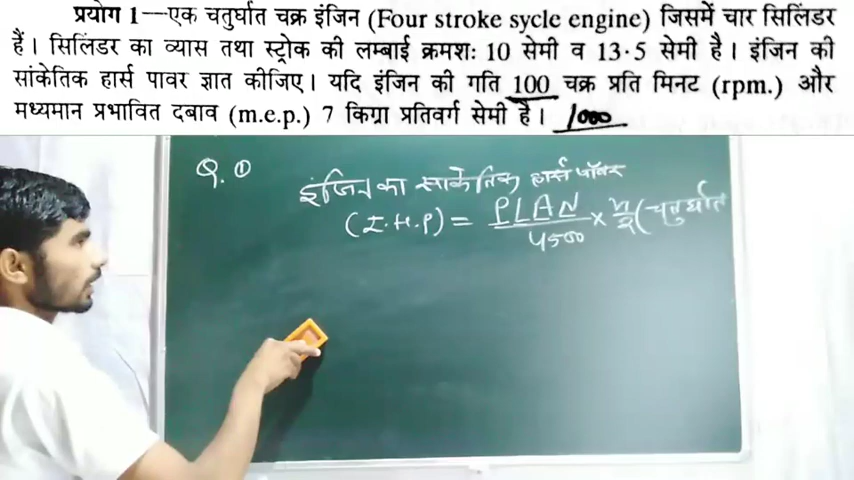 प्रयोग 1—एक चतुर्घात चक्र इंजिन (Four stroke sycle engine) जिसमें चार सिलिंडर
हैं। सिलिंडर का व्यास तथा स्ट्रोक की लम्बाई क्रमशः 10 सेमी व 13·5 सेमी है। इंजिन की
सांकेतिक हार्स पावर ज्ञात कीजिए। यदि इंजिन की गति 100 चक्र प्रति मिनट (rpm.) और
मध्यमान प्रभावित दबाव (m.e.p.) 7 किग्रा प्रतिवर्ग सेमी है। 1000
Q. ①
इंजिन का साकेतिक हार्स पॉवर
(I.H.P) = PLAN/4500 × n/2 (चतुर्घात